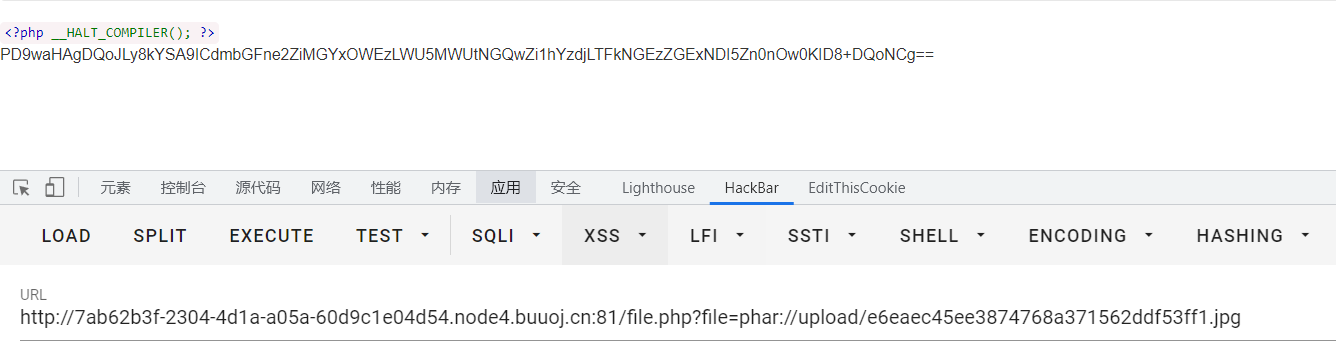 <?php __HALT_COMPILER(); ?>
PD9waHAgDQoJLy8kYSA9ICdmbGFne2ZiMGYxOWEzLWU5MWUtNGQwZi1hYzdjLTFkNGEzZGExNDI5Zn0nOw0KID8+DQoNCg==
元素 控制台 源代码 网络 性能 内存 应用 安全 Lighthouse HackBar EditThisCookie
LOAD SPLIT EXECUTE TEST SQLI XSS LFI SSTI SHELL ENCODING HASHING
URL
http://7ab62b3f-2304-4d1a-a05a-60d9c1e04d54.node4.buuoj.cn:81/file.php?file=phar://upload/e6eaec45ee3874768a371562ddf53ff1.jpg